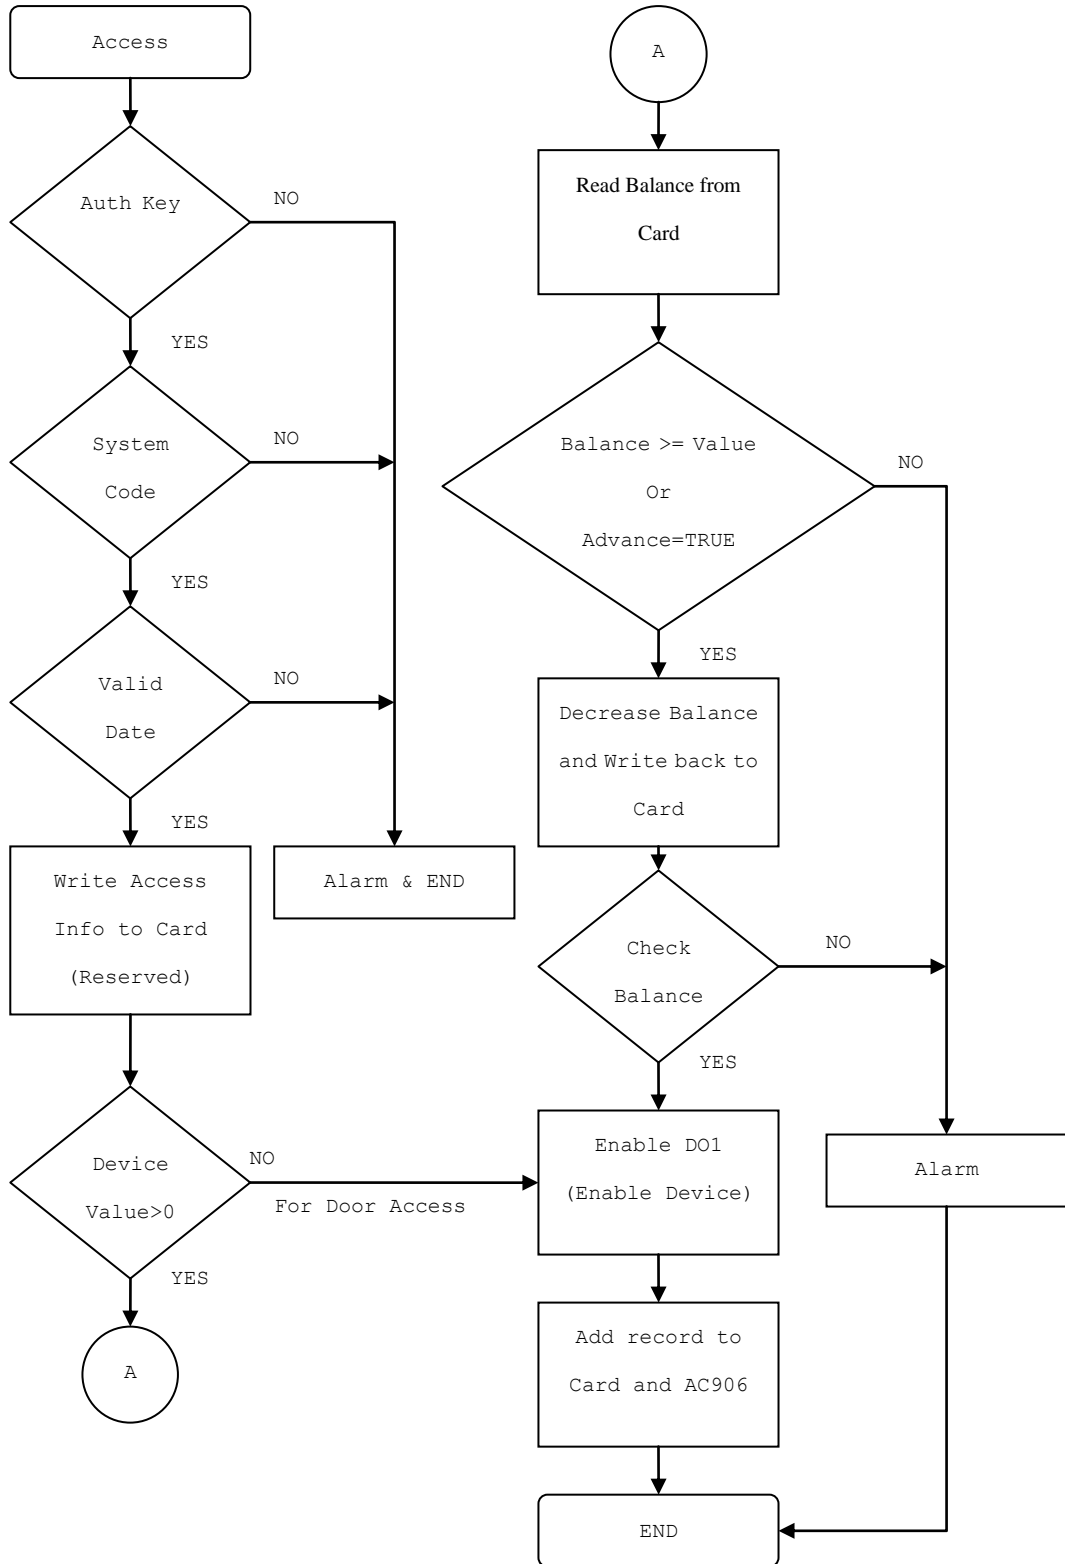 Access
Auth Key
NO
YES
System
Code
NO
YES
Valid
Date
NO
YES
Write Access
Info to Card
(Reserved)
Alarm & END
Device
Value>0
NO
For Door Access
YES
A
A
Read Balance from
Card
Balance >= Value
Or
Advance=TRUE
NO
YES
Decrease Balance
and Write back to
Card
Check
Balance
NO
YES
Enable DO1
(Enable Device)
Alarm
Add record to
Card and AC906
END